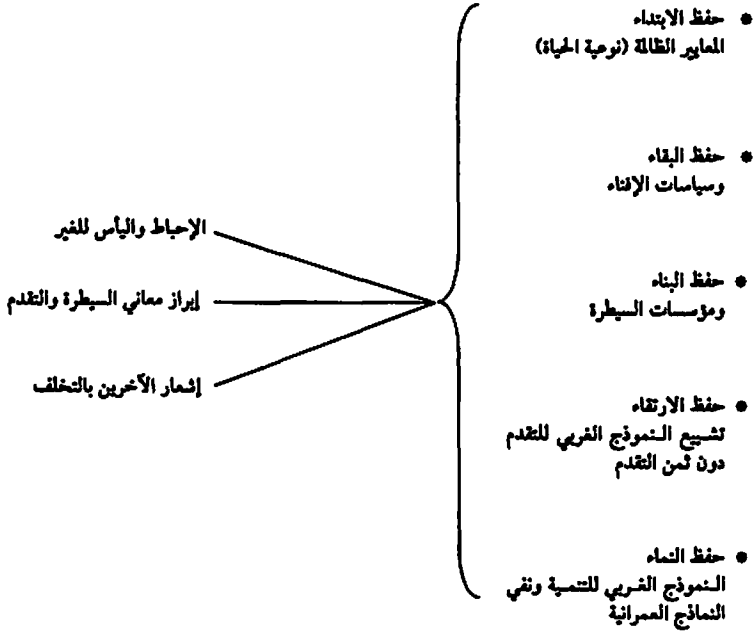 * حفظ الابتداء
المعايير الظالمة (نوعية الحياة)
* حفظ البقاء
وسياسات الإفناء
* حفظ البناء
ومؤسسات السيطرة
* حفظ الارتقاء
تشييع النموذج الغربي للتقدم
دون ثمن التقدم
* حفظ النماء
النموذج الغربي للتنمية ونفي
النماذج العمرانية
الإحباط واليأس للغير
إبراز معاني السيطرة والتقدم
إشعار الآخرين بالتخلف